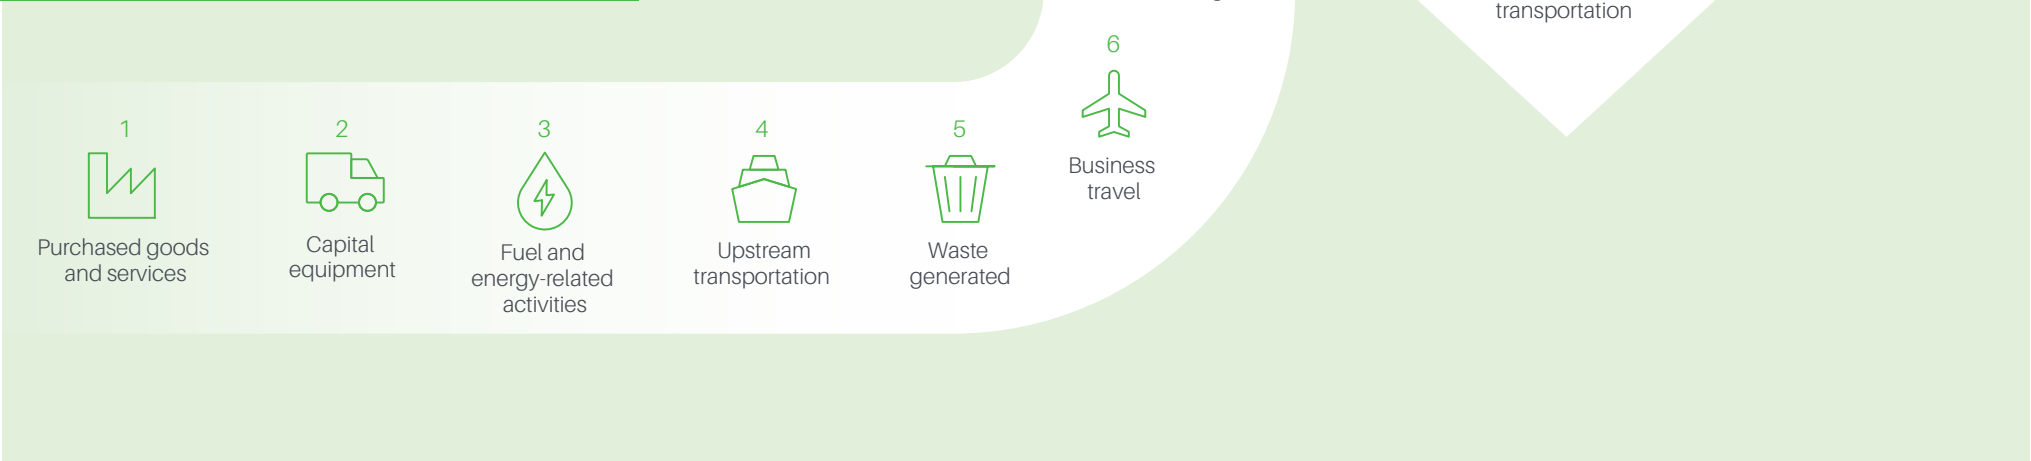 transportation
6
Business
travel
1
Purchased goods
and services
2
Capital
equipment
3
Fuel and
energy-related
activities
4
Upstream
transportation
5
Waste
generated